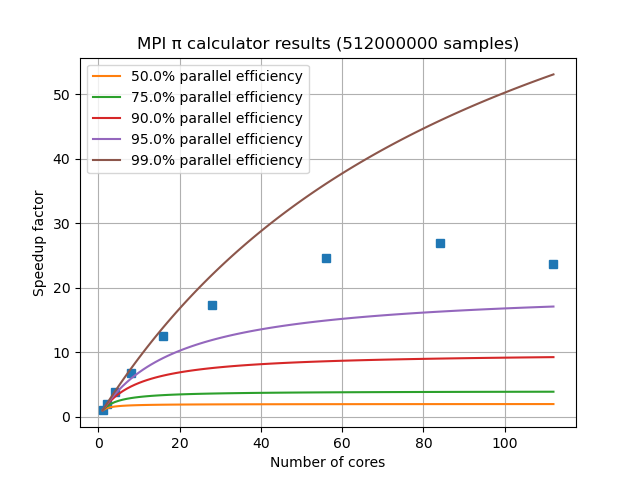 MPI π calculator results (512000000 samples)
50.0% parallel efficiency
75.0% parallel efficiency
90.0% parallel efficiency
95.0% parallel efficiency
99.0% parallel efficiency
Speedup factor
50
40
30
20
10
0
0 20 40 60 80 100
Number of cores